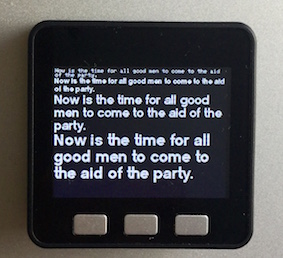 Now is the time for all good men to come to the aid
of the party.
Now is the time for all good men to come to the aid
of the party.
Now is the time for all good
men to come to the aid of the
party.
Now is the time for all
good men to come to
the aid of the party.